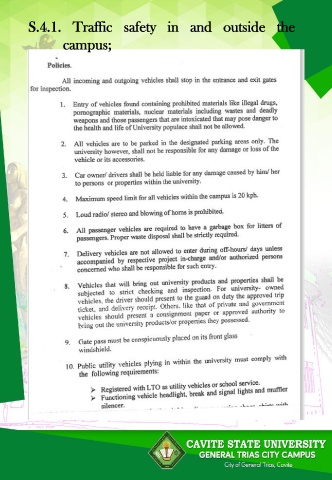 S.4.1. Traffic safety in and outside the
campus;
Policies.
All incoming and outgoing vehicles shall stop in the entrance and exit gates
for inspection.
1. Entry of vehicles found containing prohibited materials like illegal drugs,
pornographic materials, nuclear materials including wastes and deadly
weapons and those passengers that are intoxicated that may pose danger to
the health and life of University populace shall not be allowed.
2. All vehicles are to be parked in the designated parking areas only. The
university however, shall not be responsible for any damage or loss of the
vehicle or its accessories.
3. Car owner/ drivers shall be held liable for any damage caused by him/ her
to persons or properties within the university.
4. Maximum speed limit for all vehicles within the campus is 20 kph.
5. Loud radio/ stereo and blowing of horns is prohibited.
6. All passenger vehicles are required to have a garbage box for litters of
passengers. Proper waste disposal shall be strictly required.
7. Delivery vehicles are not allowed to enter during off-hours/ days unless
accompanied by respective project in-charge and/or authorized persons
concerned who shall be responsible for such entry.
8. Vehicles that will bring out university products and properties shall be
subjected to strict checking and inspection. For university- owned
vehicles, the driver should present to the guard on duty the approved trip
ticket, and delivery receipt. Others, like that of private and government
vehicles should present a consignment paper or approved authority to
bring out the university products/or properties they possessed.
9. Gate pass must be conspicuously placed on its front glass
windshield.
10. Public utility vehicles plying in within the university must comply with
the following requirements:
➢ Registered with LTO as utility vehicles or school service.
➢ Functioning vehicle headlight, break and signal lights and muffler
silencer.
CAVITE STATE UNIVERSITY
GENERAL TRIAS CITY CAMPUS
City of General Trias, Cavite